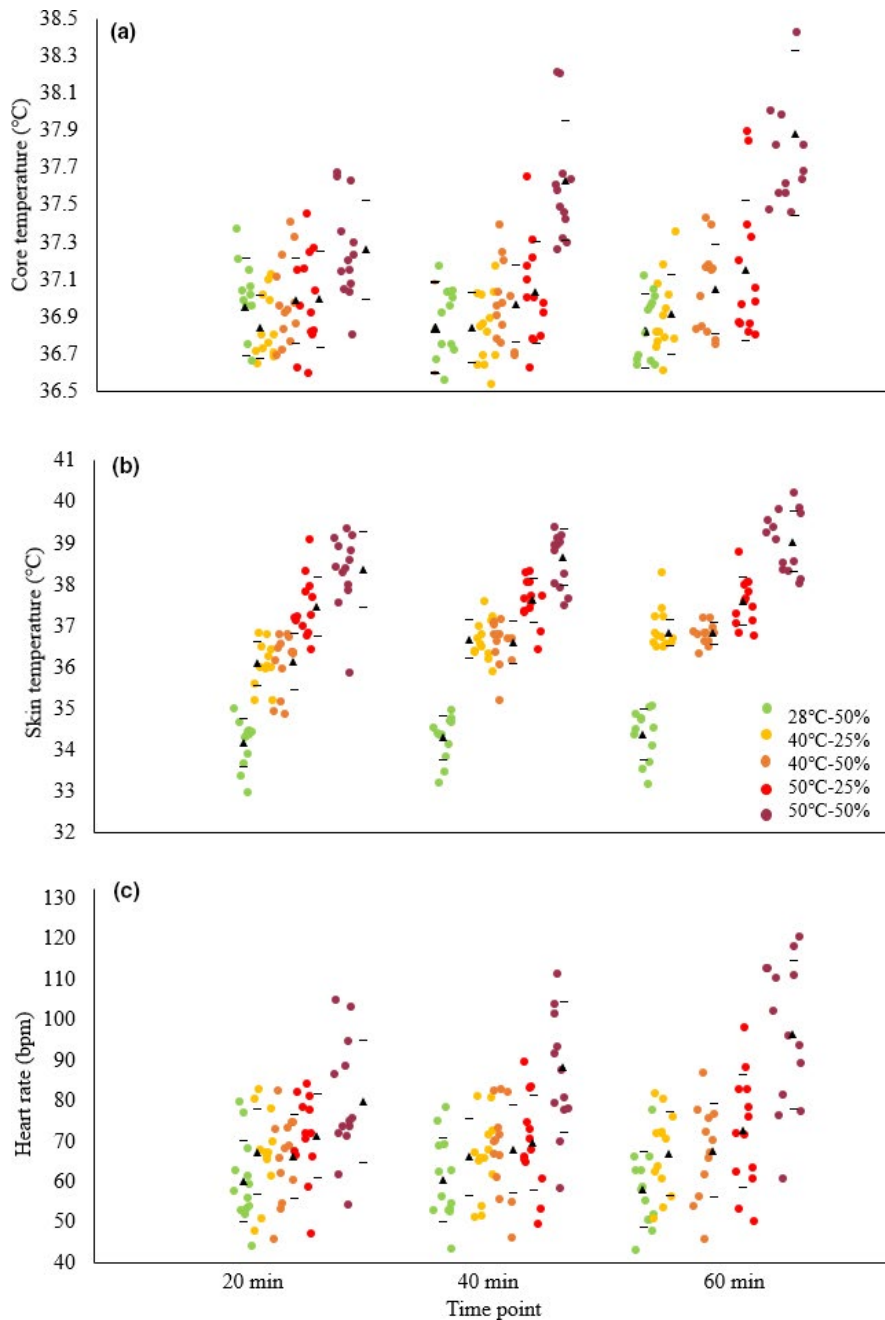 (a)
Core temperature (°C)
38.5
38.3
38.1
37.9
37.7
37.5
37.3
37.1
36.9
36.7
36.5
(b)
Skin temperature (°C)
41
40
39
38
37
36
35
34
33
32
28°C-50%
40°C-25%
40°C-50%
50°C-25%
50°C-50%
(c)
Heart rate (bpm)
130
120
110
100
90
80
70
60
50
40
20 min 40 min 60 min
Time point